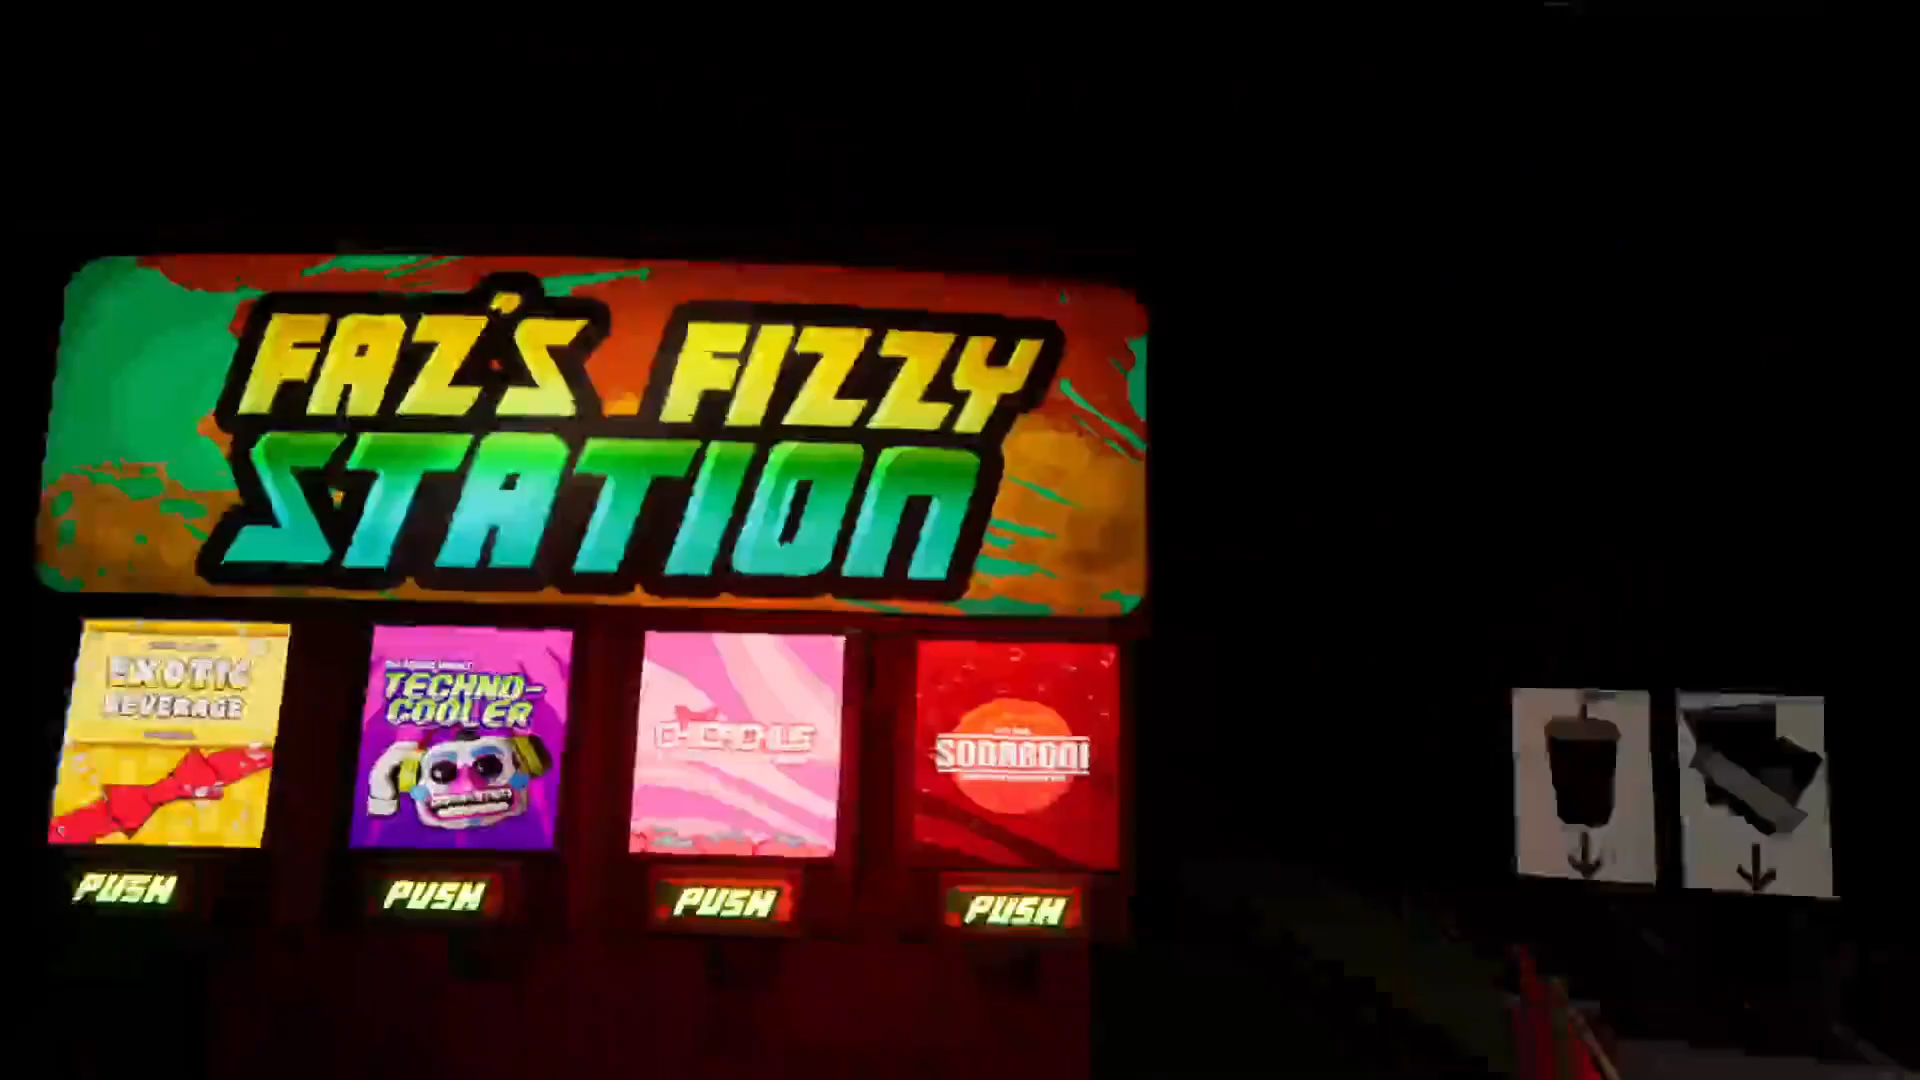 FAZ'S FIZZY
STATION
EXOTIC
BEVERAGE
TECHNO-
COOLER
SODAROO!
PUSH
PUSH
PUSH
PUSH